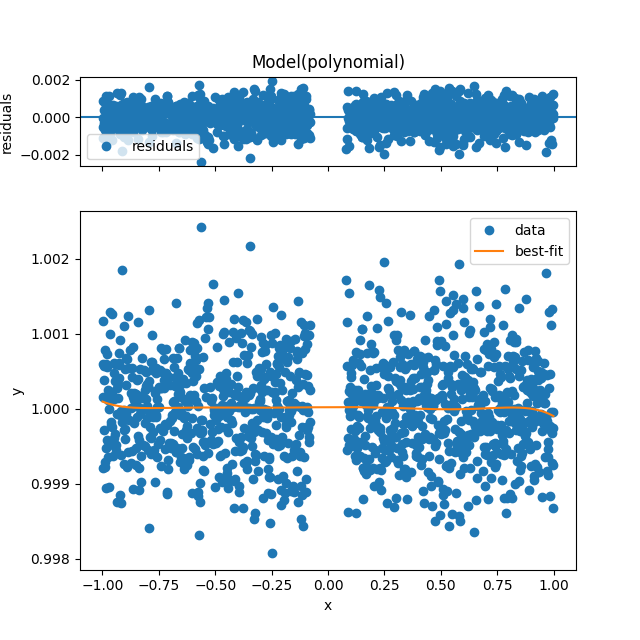 Model(polynomial)
0.002
0.000
−0.002
residuals
residuals
data
best-fit
1.002
1.001
1.000
0.999
0.998
y
−1.00 −0.75 −0.50 −0.25 0.00 0.25 0.50 0.75 1.00
x